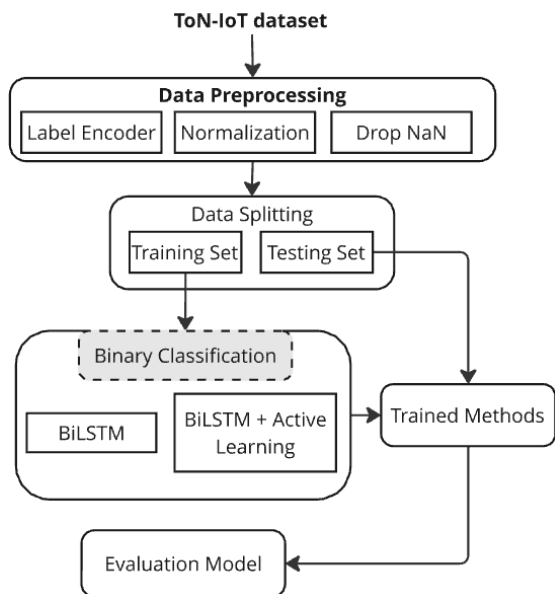 ToN-IoT dataset
Data Preprocessing
Label Encoder
Normalization
Drop NaN
Data Splitting
Training Set
Testing Set
Binary Classification
BiLSTM
BiLSTM + Active
Learning
Trained Methods
Evaluation Model